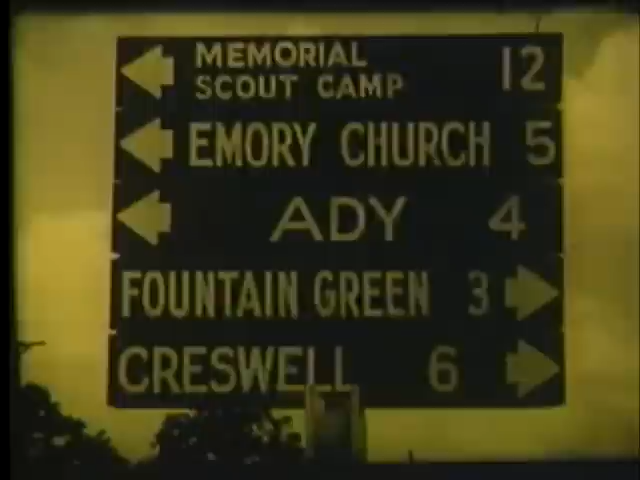 MEMORIAL
SCOUT CAMP 12
EMORY CHURCH 5
ADY 4
FOUNTAIN GREEN 3
CRESWELL 6